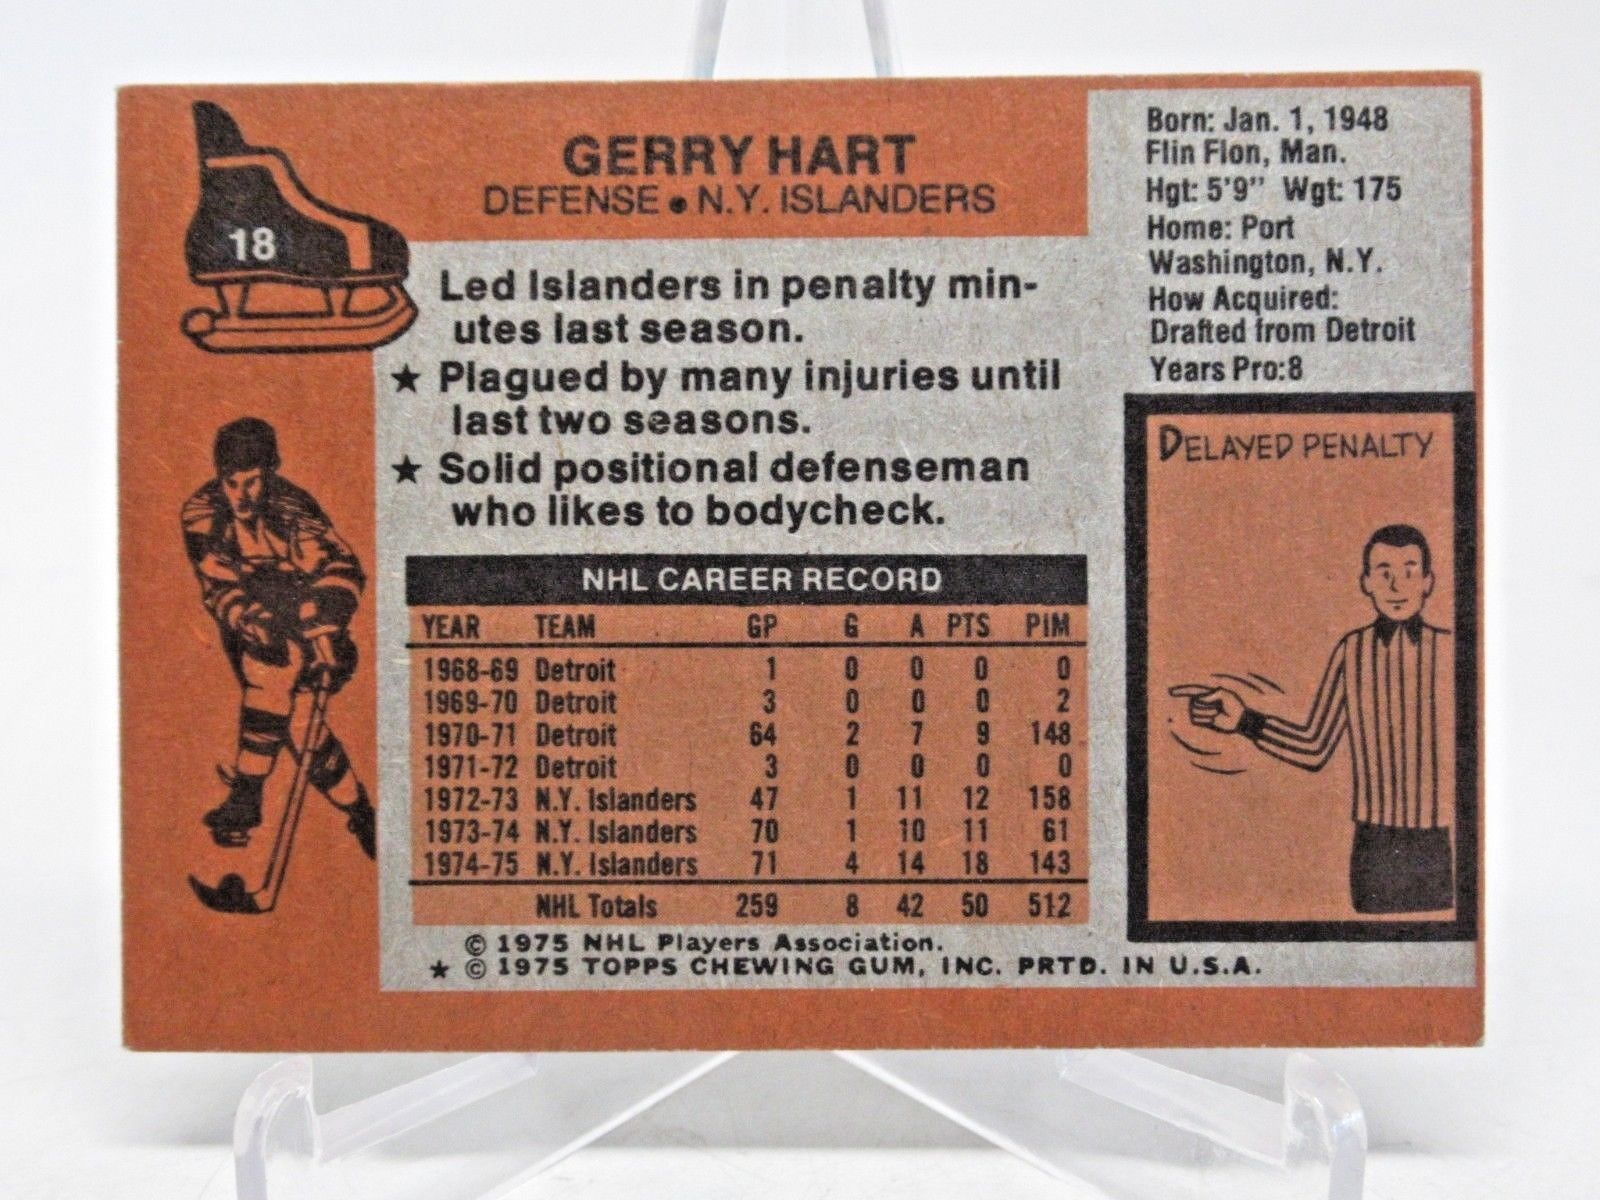 18
GERRY HART
DEFENSE • N.Y. ISLANDERS
Led Islanders in penalty min-
utes last season.
★ Plagued by many injuries until
last two seasons.
★ Solid positional defenseman
who likes to bodycheck.
NHL CAREER RECORD
YEAR TEAM GP G A PTS PIM
1968-69 Detroit 1 0 0 0 0
1969-70 Detroit 3 0 0 0 2
1970-71 Detroit 64 2 7 9 148
1971-72 Detroit 3 0 0 0 0
1972-73 N.Y. Islanders 47 1 11 12 158
1973-74 N.Y. Islanders 70 1 10 11 61
1974-75 N.Y. Islanders 71 4 14 18 143
NHL Totals 259 8 42 50 512
© 1975 NHL Players Association.
★ © 1975 TOPPS CHEWING GUM, INC. PRTD. IN U.S.A.
Born: Jan. 1, 1948
Flin Flon, Man.
Hgt: 5'9" Wgt: 175
Home: Port
Washington, N.Y.
How Acquired:
Drafted from Detroit
Years Pro:8
DELAYED PENALTY